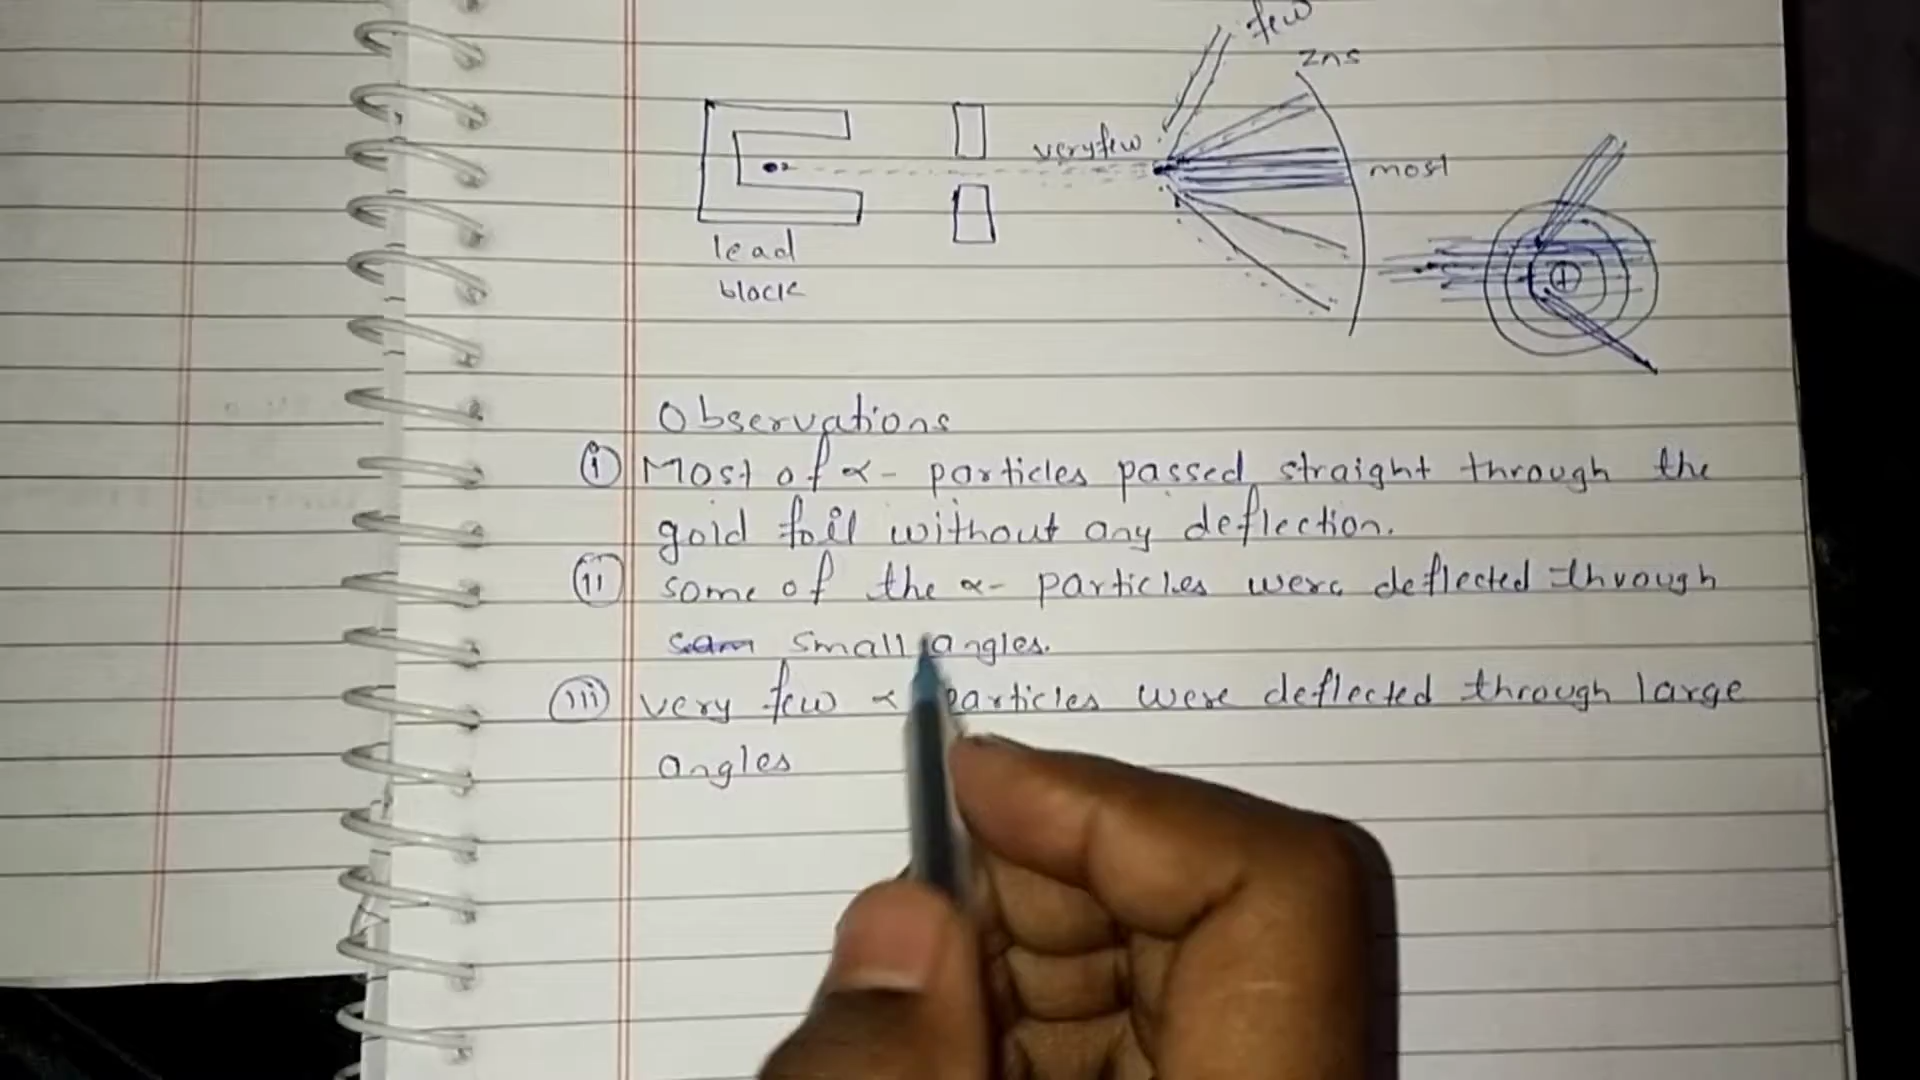 few
zns
very few
most
lead
block
Observations
(i) Most of α- particles passed straight through the
gold foil without any deflection.
(ii) some of the α- particles were deflected through
sam small angles.
(iii) very few α particles were deflected through large
angles